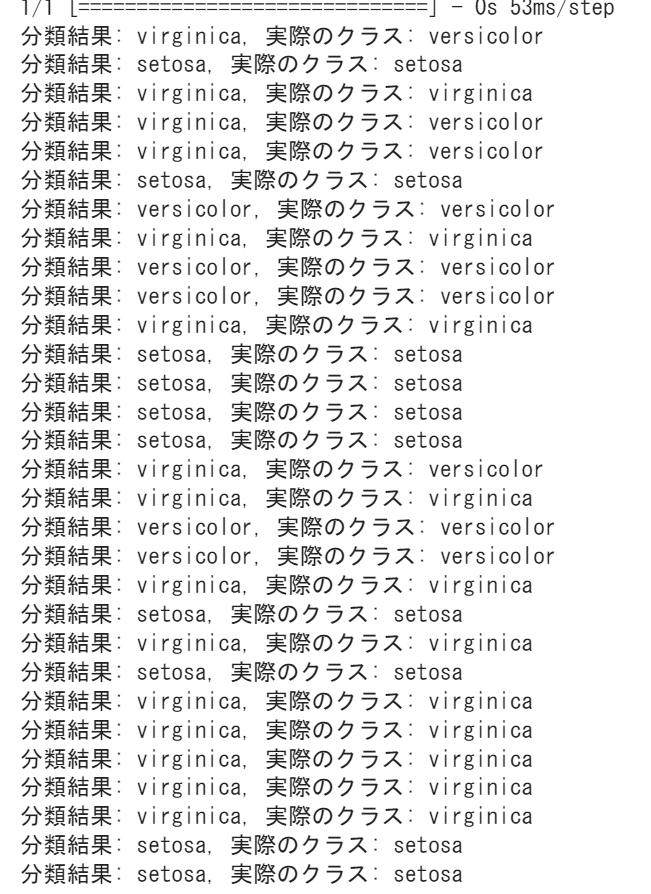 1/1 [==============================] - 0s 53ms/step
分類結果: virginica, 実際のクラス: versicolor
分類結果: setosa, 実際のクラス: setosa
分類結果: virginica, 実際のクラス: virginica
分類結果: virginica, 実際のクラス: versicolor
分類結果: virginica, 実際のクラス: versicolor
分類結果: setosa, 実際のクラス: setosa
分類結果: versicolor, 実際のクラス: versicolor
分類結果: virginica, 実際のクラス: virginica
分類結果: versicolor, 実際のクラス: versicolor
分類結果: versicolor, 実際のクラス: versicolor
分類結果: virginica, 実際のクラス: virginica
分類結果: setosa, 実際のクラス: setosa
分類結果: setosa, 実際のクラス: setosa
分類結果: setosa, 実際のクラス: setosa
分類結果: setosa, 実際のクラス: setosa
分類結果: virginica, 実際のクラス: versicolor
分類結果: virginica, 実際のクラス: virginica
分類結果: versicolor, 実際のクラス: versicolor
分類結果: versicolor, 実際のクラス: versicolor
分類結果: virginica, 実際のクラス: virginica
分類結果: setosa, 実際のクラス: setosa
分類結果: virginica, 実際のクラス: virginica
分類結果: setosa, 実際のクラス: setosa
分類結果: virginica, 実際のクラス: virginica
分類結果: virginica, 実際のクラス: virginica
分類結果: virginica, 実際のクラス: virginica
分類結果: virginica, 実際のクラス: virginica
分類結果: virginica, 実際のクラス: virginica
分類結果: setosa, 実際のクラス: setosa
分類結果: setosa, 実際のクラス: setosa